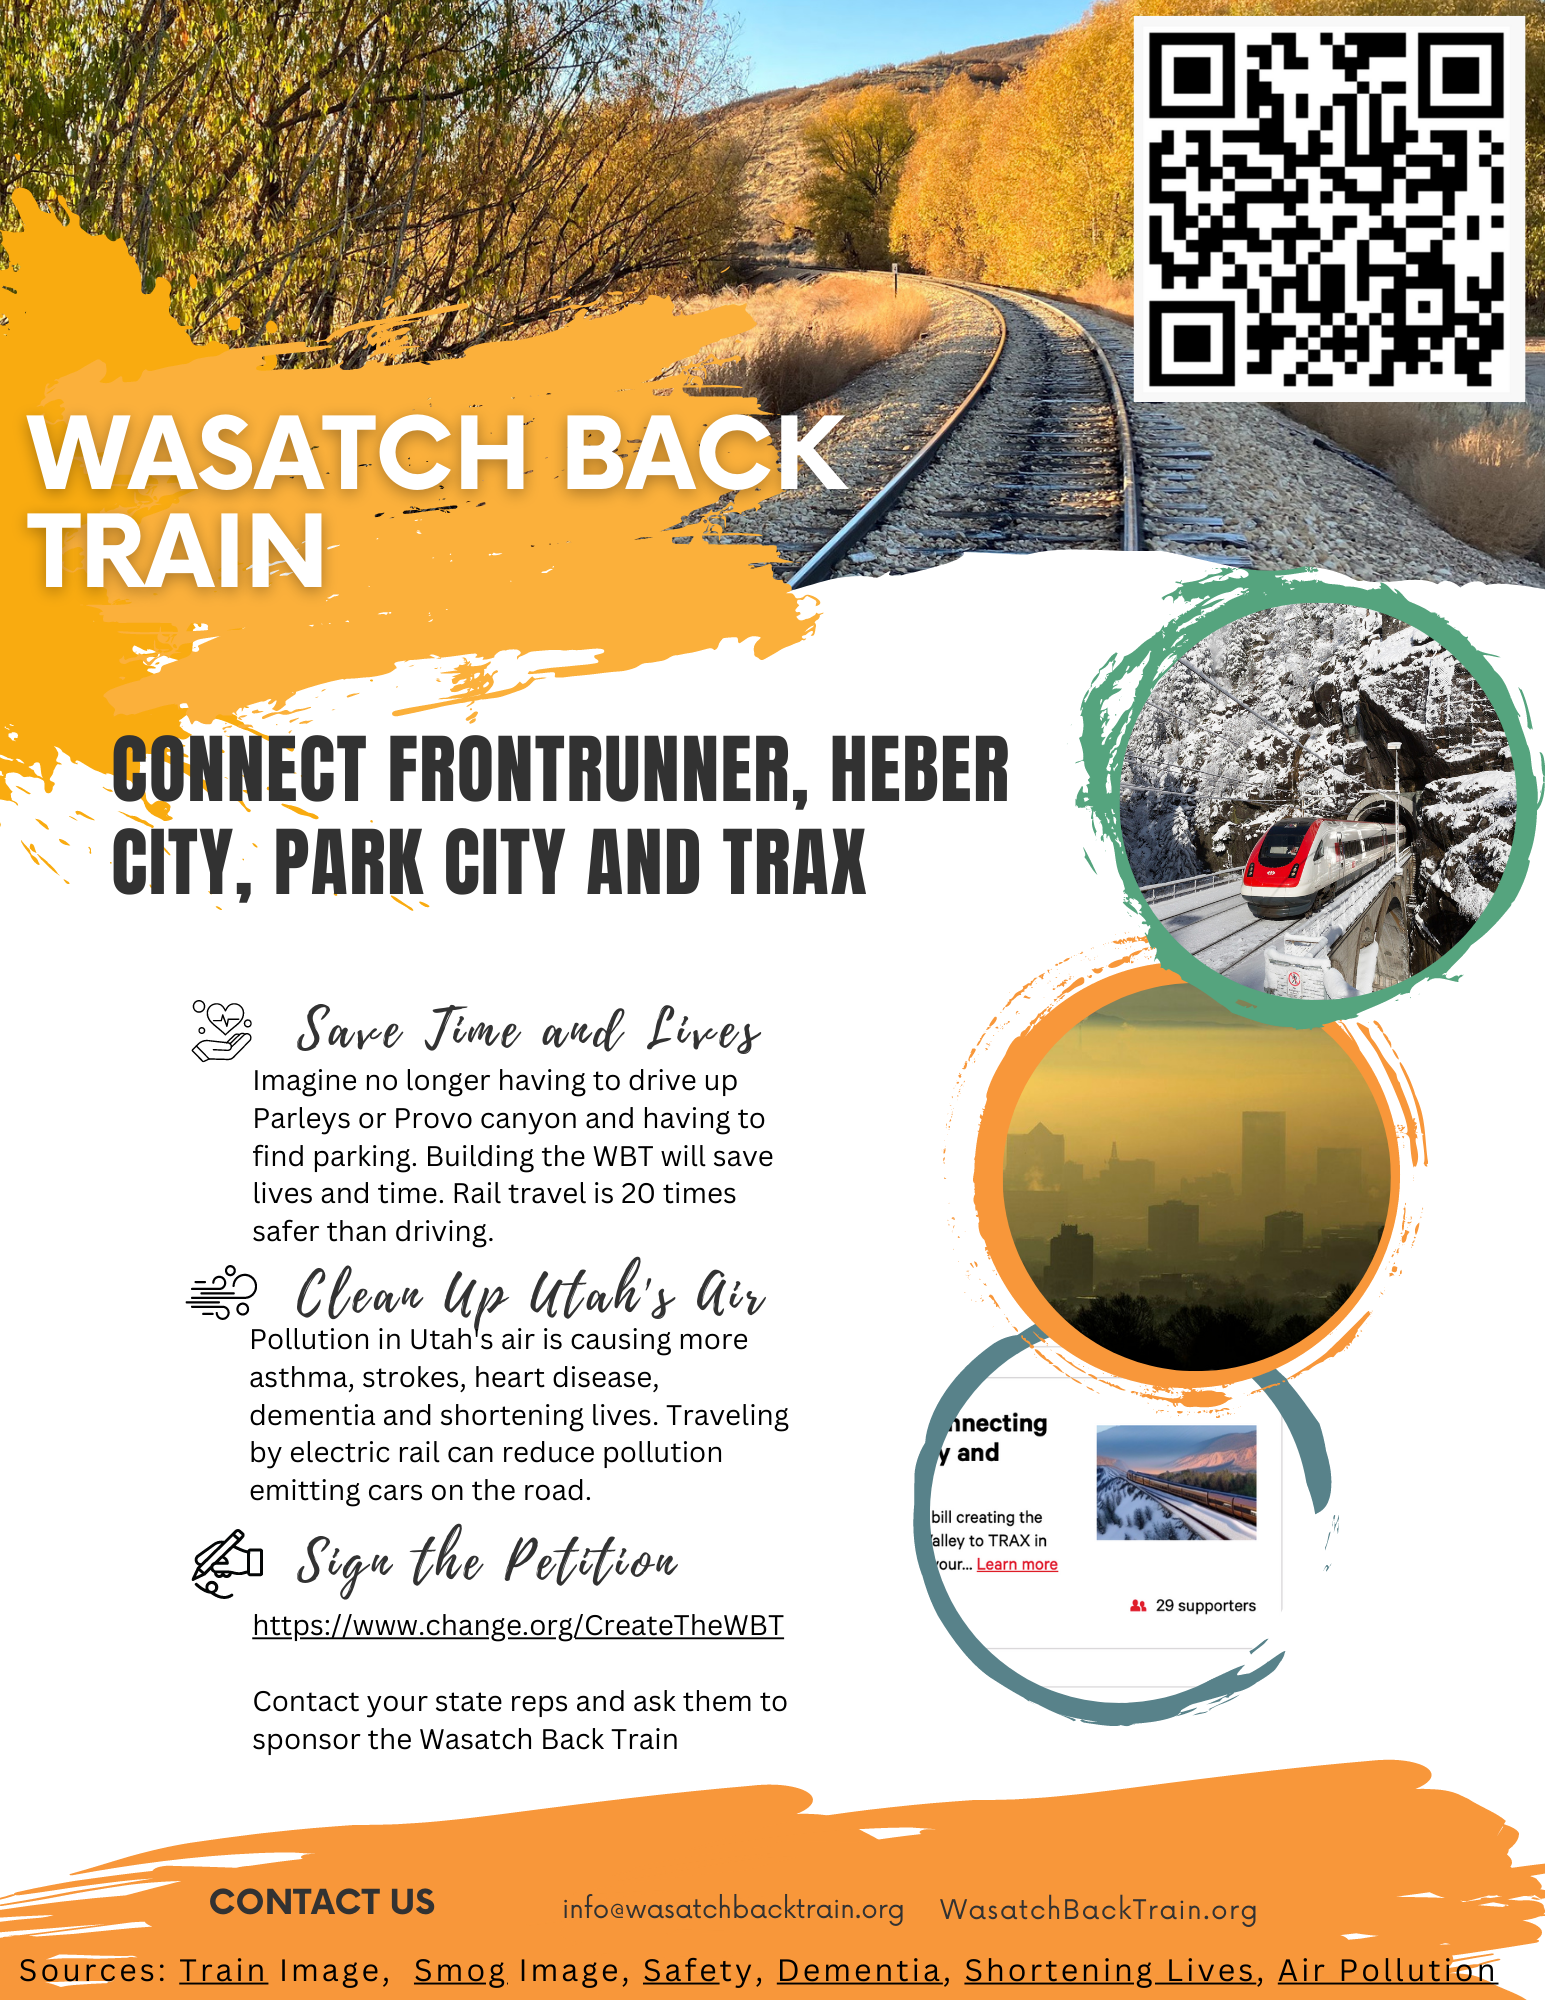 WASATCH BACK
TRAIN
CONNECT FRONTRUNNER, HEBER
CITY, PARK CITY AND TRAX
Save Time and Lives
Imagine no longer having to drive up
Parleys or Provo canyon and having to
find parking. Building the WBT will save
lives and time. Rail travel is 20 times
safer than driving.
Clean Up Utah's Air
Pollution in Utah's air is causing more
asthma, strokes, heart disease,
dementia and shortening lives. Traveling
by electric rail can reduce pollution
emitting cars on the road.
Sign the Petition
https://www.change.org/CreateTheWBT
Contact your state reps and ask them to
sponsor the Wasatch Back Train
nnecting
y and
bill creating the
alley to TRAX in
your... Learn more
29 supporters
CONTACT US
info@wasatchbacktrain.org
WasatchBackTrain.org
Sources: Train Image, Smog Image, Safety, Dementia, Shortening Lives, Air Pollution